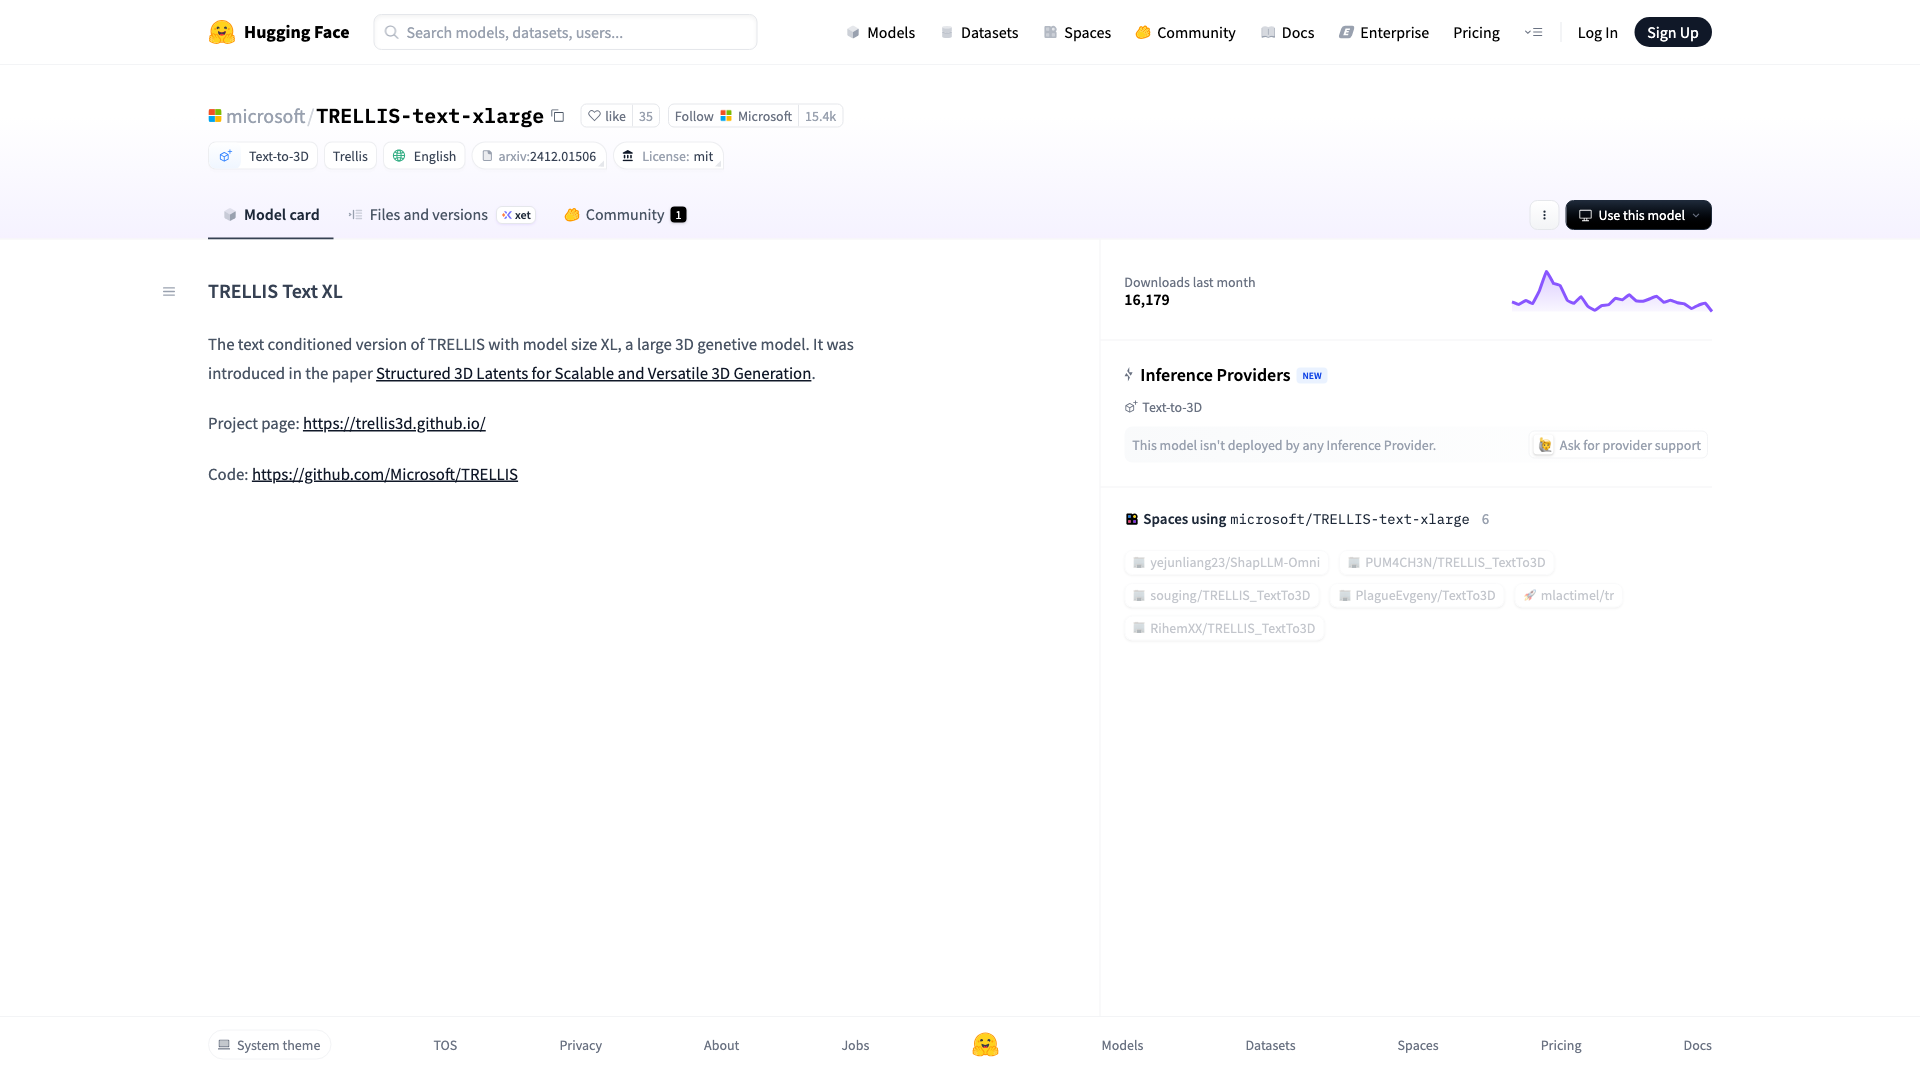 Hugging Face
Search models, datasets, users...
Models
Datasets
Spaces
Community
Docs
Enterprise
Pricing
Log In
Sign Up
microsoft/TRELLIS-text-xlarge
like 35
Follow Microsoft 15.4k
Text-to-3D
Trellis
English
arxiv:2412.01506
License: mit
Model card
Files and versions xet
Community 1
Use this model
TRELLIS Text XL
The text conditioned version of TRELLIS with model size XL, a large 3D genetive model. It was
introduced in the paper Structured 3D Latents for Scalable and Versatile 3D Generation.
Project page: https://trellis3d.github.io/
Code: https://github.com/Microsoft/TRELLIS
Downloads last month
16,179
Inference Providers NEW
Text-to-3D
This model isn't deployed by any Inference Provider.
Ask for provider support
Spaces using microsoft/TRELLIS-text-xlarge 6
yejunliang23/ShapLLM-Omni
PUM4CH3N/TRELLIS_TextTo3D
souging/TRELLIS_TextTo3D
PlagueEvgeny/TextTo3D
mlactimel/tr
RihemXX/TRELLIS_TextTo3D
System theme
TOS
Privacy
About
Jobs
Models
Datasets
Spaces
Pricing
Docs